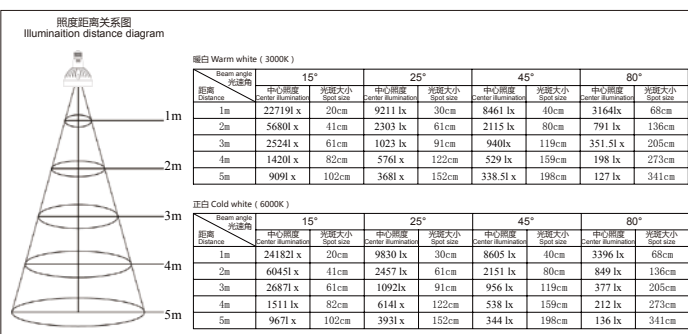 照度距离关系图
Illuminaition distance diagram
1m
2m
3m
4m
5m
暖白 Warm white ( 3000K )
Beam angle 15° 25° 45° 80°
光速角
距离 中心照度 光斑大小 中心照度 光斑大小 中心照度 光斑大小 中心照度 光斑大小
Distance Center illumination Spot size Center illumination Spot size Center illumination Spot size Center illumination Spot size
1m 22719l x 20cm 9211 lx 30cm 8461 lx 40cm 3164lx 68cm
2m 5680l x 41cm 2303 lx 61cm 2115 lx 80cm 791 lx 136cm
3m 2524l x 61cm 1023 lx 91cm 940lx 119cm 351.5l x 205cm
4m 1420l x 82cm 576l x 122cm 529 lx 159cm 198 lx 273cm
5m 909l x 102cm 368l x 152cm 338.5l x 198cm 127 lx 341cm
正白 Cold white ( 6000K )
Beam angle 15° 25° 45° 80°
光速角
距离 中心照度 光斑大小 中心照度 光斑大小 中心照度 光斑大小 中心照度 光斑大小
Distance Center illumination Spot size Center illumination Spot size Center illumination Spot size Center illumination Spot size
1m 24182l x 20cm 9830 lx 30cm 8605 lx 40cm 3396 lx 68cm
2m 6045l x 41cm 2457 lx 61cm 2151 lx 80cm 849 lx 136cm
3m 2687l x 61cm 1092lx 91cm 956 lx 119cm 377 lx 205cm
4m 1511 lx 82cm 614l x 122cm 538 lx 159cm 212 lx 273cm
5m 967l x 102cm 393l x 152cm 344 lx 198cm 136 lx 341cm